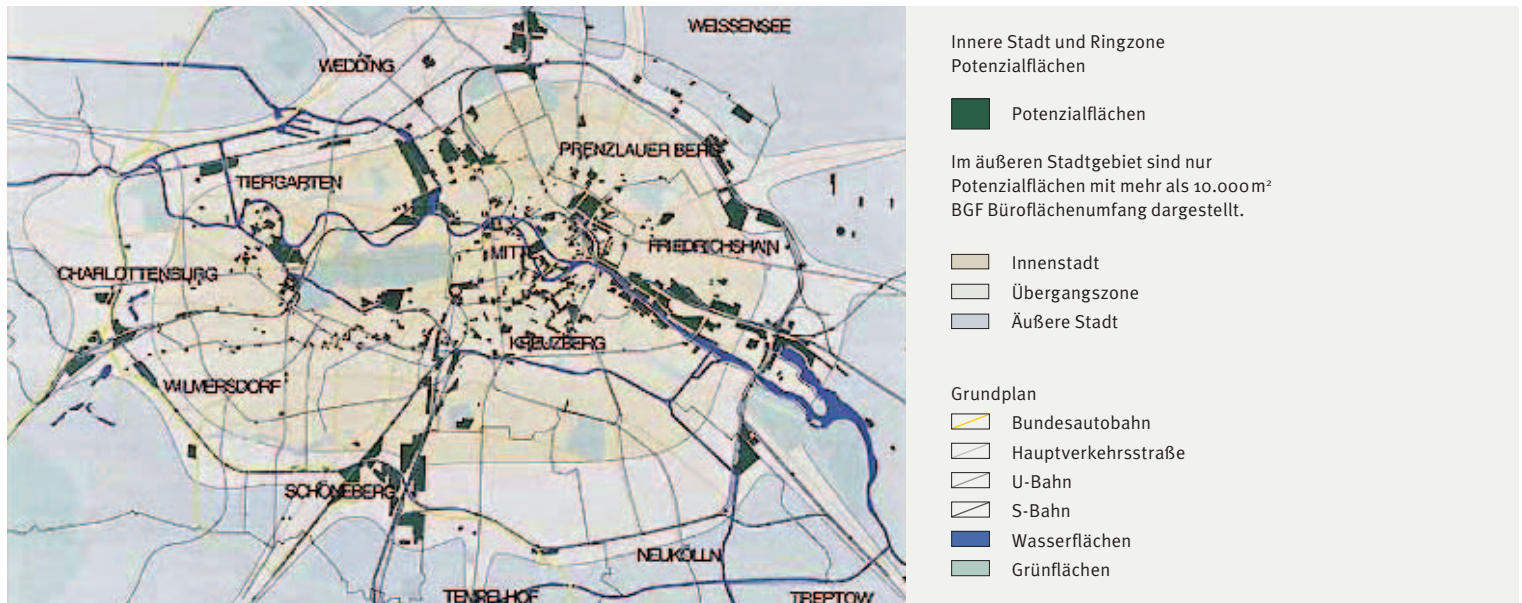 WEISSENSEE
WEDDING
PRENZLAUER BERG
TIERGARTEN
MITTE
FRIEDRICHSHAIN
CHARLOTTENBURG
KREUZBERG
WILMERSDORF
SCHÖNEBERG
NEUKÖLLN
TEMPELHOF
TREPTOW
Innere Stadt und Ringzone
Potenzialflächen
Potenzialflächen
Im äußeren Stadtgebiet sind nur
Potenzialflächen mit mehr als 10.000 m²
BGF Büroflächenumfang dargestellt.
Innenstadt
Übergangszone
Äußere Stadt
Grundplan
Bundesautobahn
Hauptverkehrsstraße
U-Bahn
S-Bahn
Wasserflächen
Grünflächen